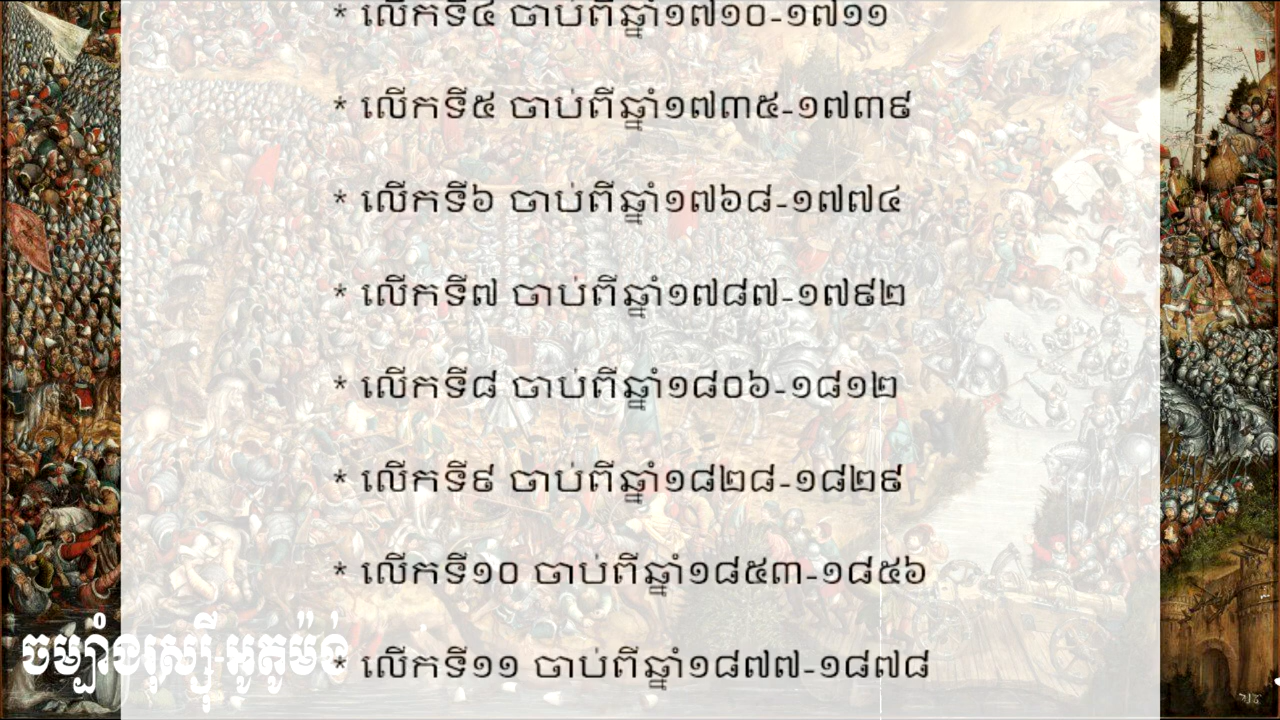 * លើកទី៤ ចាប់ពីឆ្នាំ១៧១០-១៧១១
* លើកទី៥ ចាប់ពីឆ្នាំ១៧៣៥-១៧៣៩
* លើកទី៦ ចាប់ពីឆ្នាំ១៧៦៨-១៧៧៤
* លើកទី៧ ចាប់ពីឆ្នាំ១៧៨៧-១៧៩២
* លើកទី៨ ចាប់ពីឆ្នាំ១៨០៦-១៨១២
* លើកទី៩ ចាប់ពីឆ្នាំ១៨២៨-១៨២៩
* លើកទី១០ ចាប់ពីឆ្នាំ១៨៥៣-១៨៥៦
* លើកទី១១ ចាប់ពីឆ្នាំ១៨៧៧-១៨៧៨
ចម្បាំងរុស្ស៊ី-អូតូម៉ង់